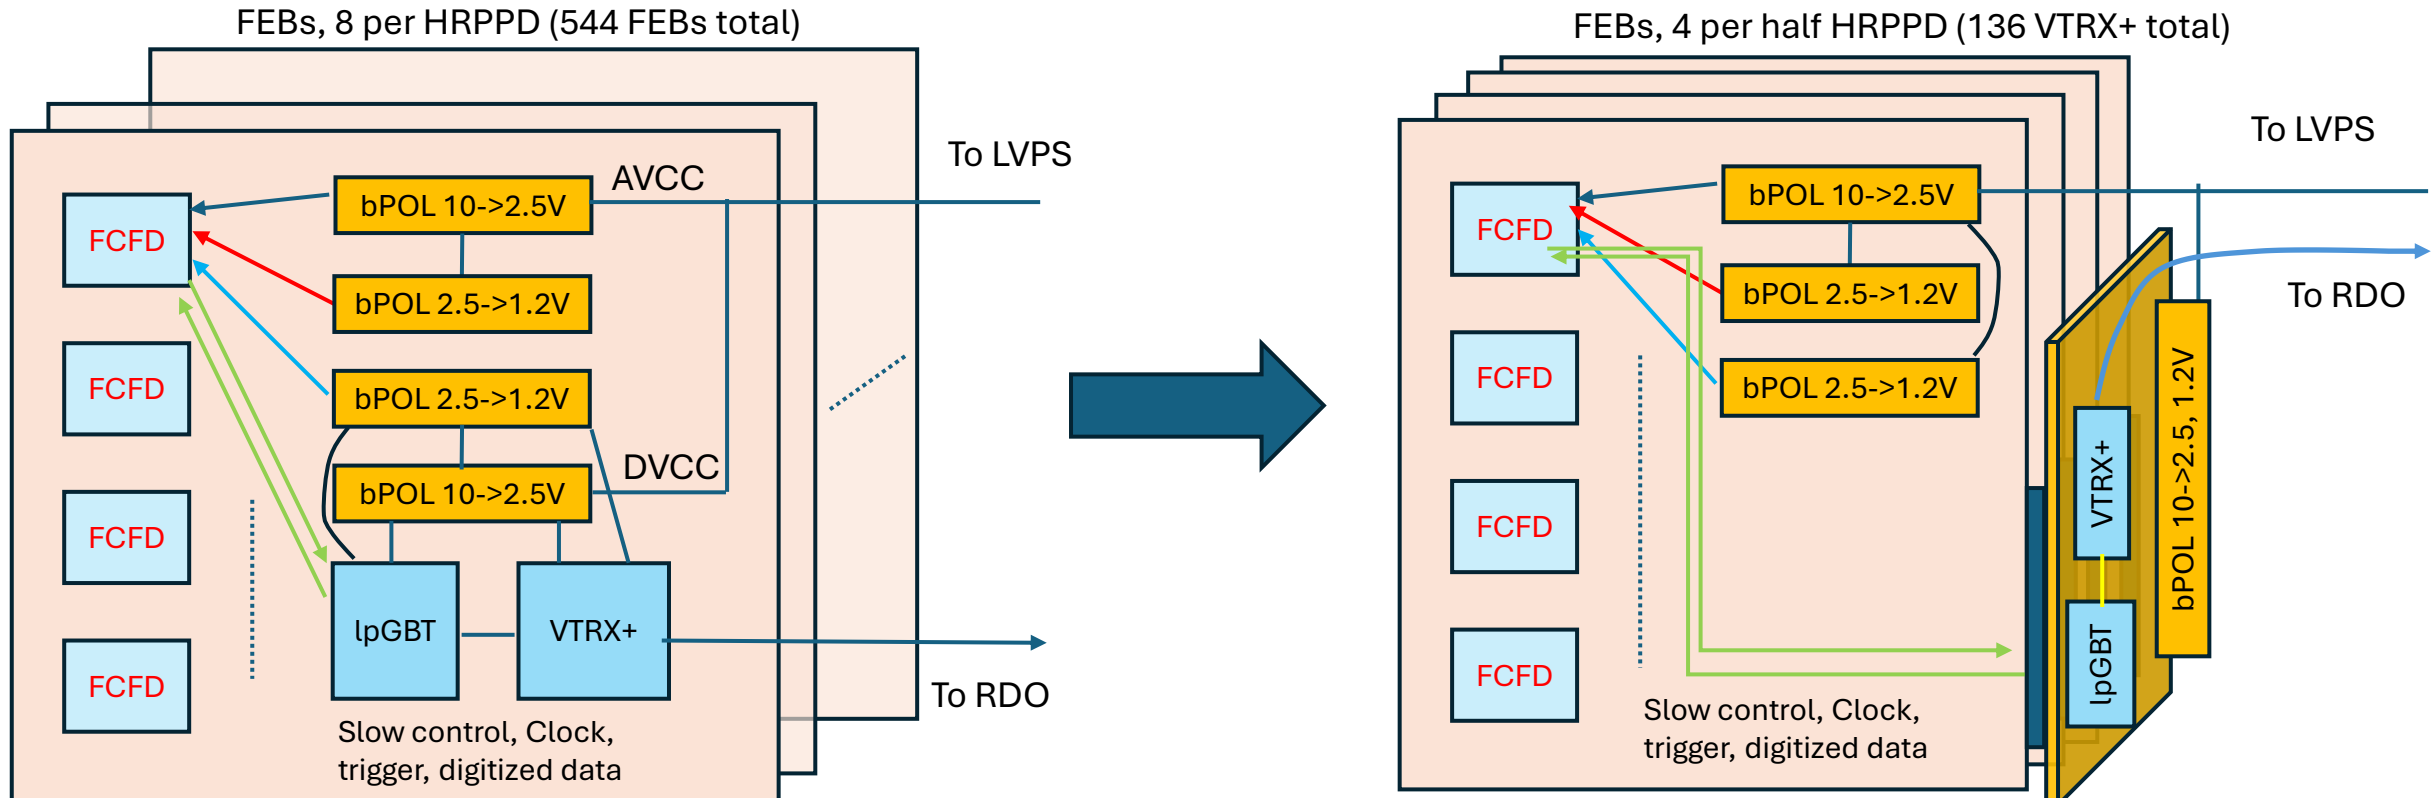 FEBs, 8 per HRPPD (544 FEBs total)
To LVPS
AVCC
bPOL 10->2.5V
FCFD
bPOL 2.5->1.2V
FCFD
bPOL 2.5->1.2V
DVCC
bPOL 10->2.5V
FCFD
lpGBT
VTRX+
FCFD
To RDO
Slow control, Clock,
trigger, digitized data
FEBs, 4 per half HRPPD (136 VTRX+ total)
To LVPS
bPOL 10->2.5V
FCFD
bPOL 2.5->1.2V
To RDO
FCFD
bPOL 2.5->1.2V
FCFD
VTRX+
bPOL 10->2.5, 1.2V
lpGBT
FCFD
Slow control, Clock,
trigger, digitized data